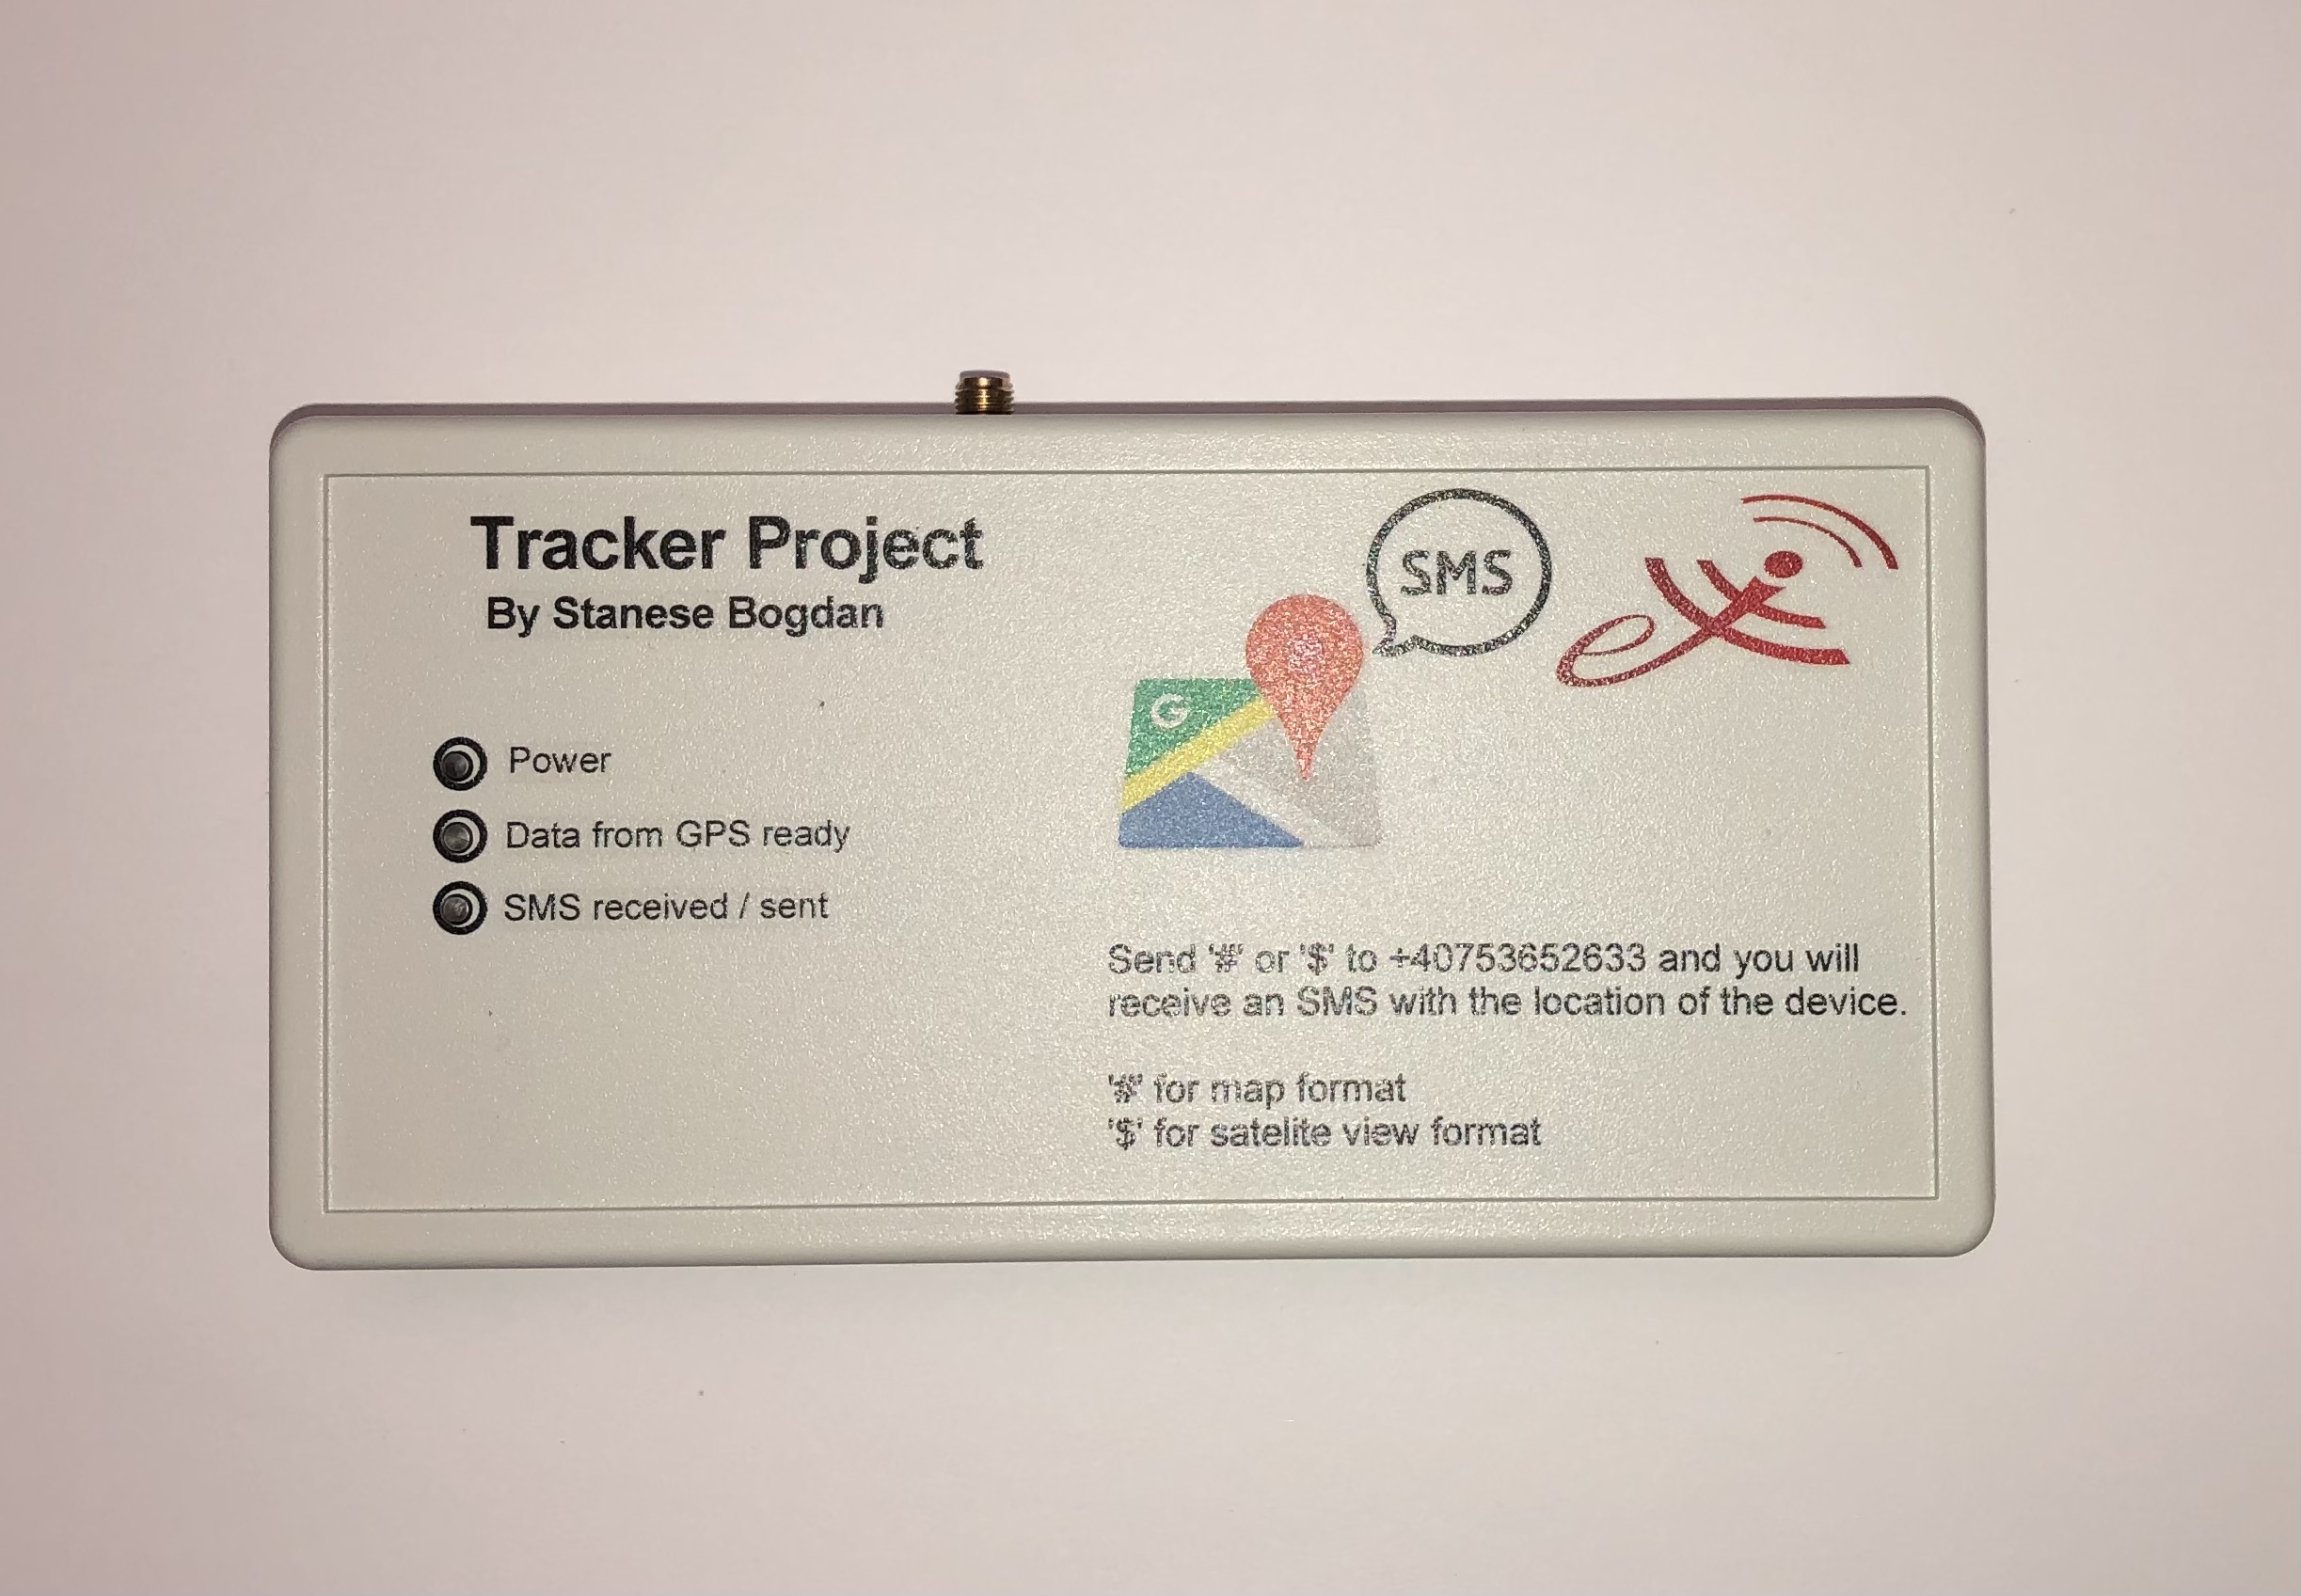 Tracker Project
By Stanese Bogdan
Power
Data from GPS ready
SMS received / sent
SMS
G
Send '#' or '$' to +40753652633 and you will
receive an SMS with the location of the device.
'#' for map format
'$' for satelite view format